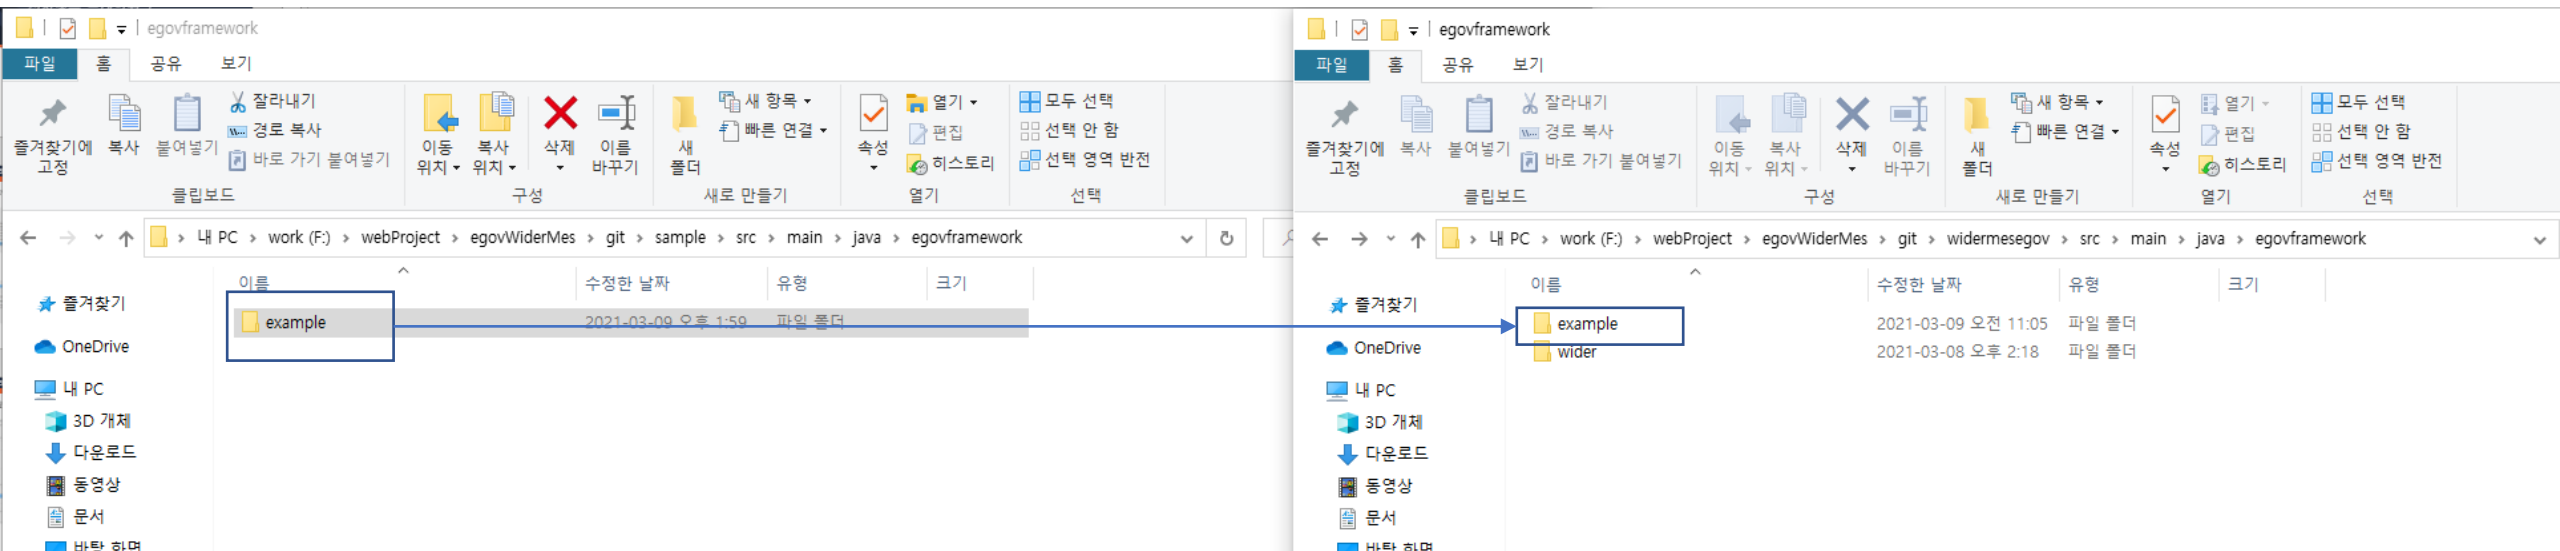 egovframework
파일 홈 공유 보기
즐겨찾기에 고정
복사
붙여넣기
잘라내기
경로 복사
바로 가기 붙여넣기
클립보드
이동 위치
복사 위치
삭제
이름 바꾸기
구성
새 폴더
새 항목
빠른 연결
새로 만들기
속성
열기
편집
히스토리
열기
모두 선택
선택 안 함
선택 영역 반전
선택
내 PC > work (F:) > webProject > egovWiderMes > git > sample > src > main > java > egovframework
이름 수정한 날짜 유형 크기
example 2021-03-09 오후 1:59 파일 폴더
즐겨찾기
OneDrive
내 PC
3D 개체
다운로드
동영상
문서
바탕 화면
egovframework
파일 홈 공유 보기
즐겨찾기에 고정
복사
붙여넣기
잘라내기
경로 복사
바로 가기 붙여넣기
클립보드
이동 위치
복사 위치
삭제
이름 바꾸기
구성
새 폴더
새 항목
빠른 연결
새로 만들기
속성
열기
편집
히스토리
열기
모두 선택
선택 안 함
선택 영역 반전
선택
내 PC > work (F:) > webProject > egovWiderMes > git > widermesegov > src > main > java > egovframework
이름 수정한 날짜 유형 크기
example 2021-03-09 오전 11:05 파일 폴더
wider 2021-03-08 오후 2:18 파일 폴더
즐겨찾기
OneDrive
내 PC
3D 개체
다운로드
동영상
문서
바탕 화면